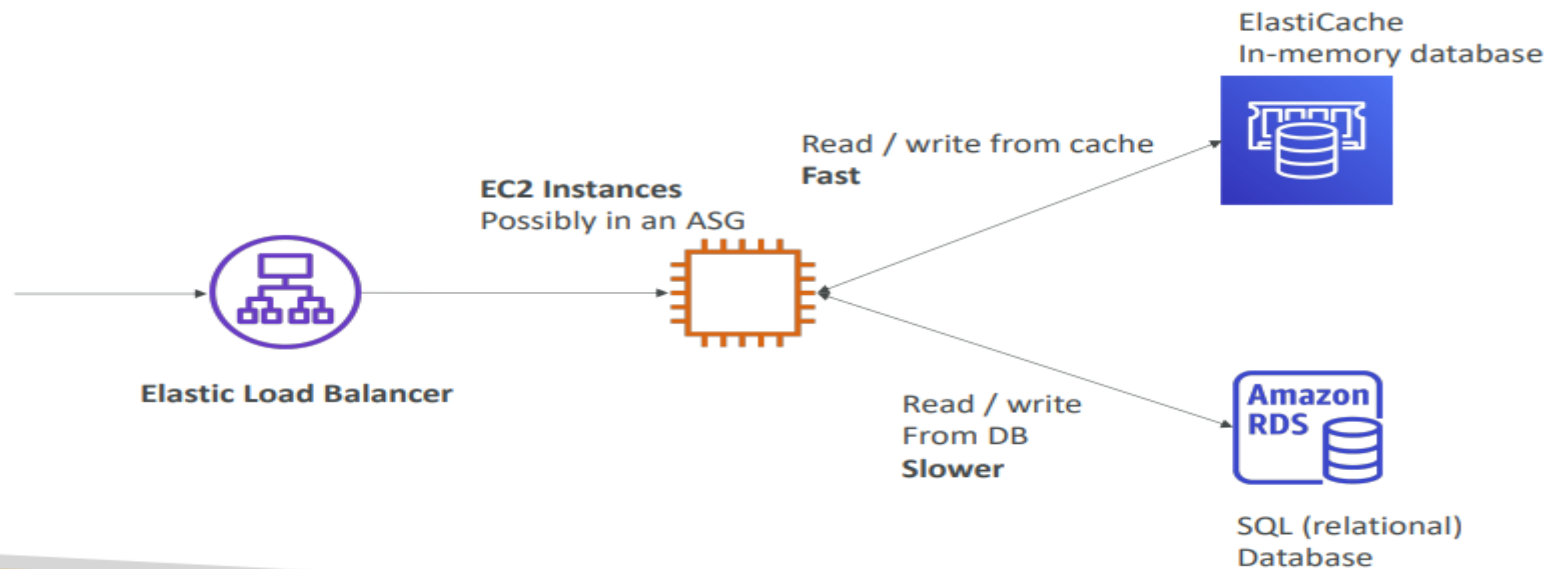 ElastiCache
In-memory database
Read / write from cache
Fast
EC2 Instances
Possibly in an ASG
Elastic Load Balancer
Read / write
From DB
Slower
Amazon
RDS
SQL (relational)
Database